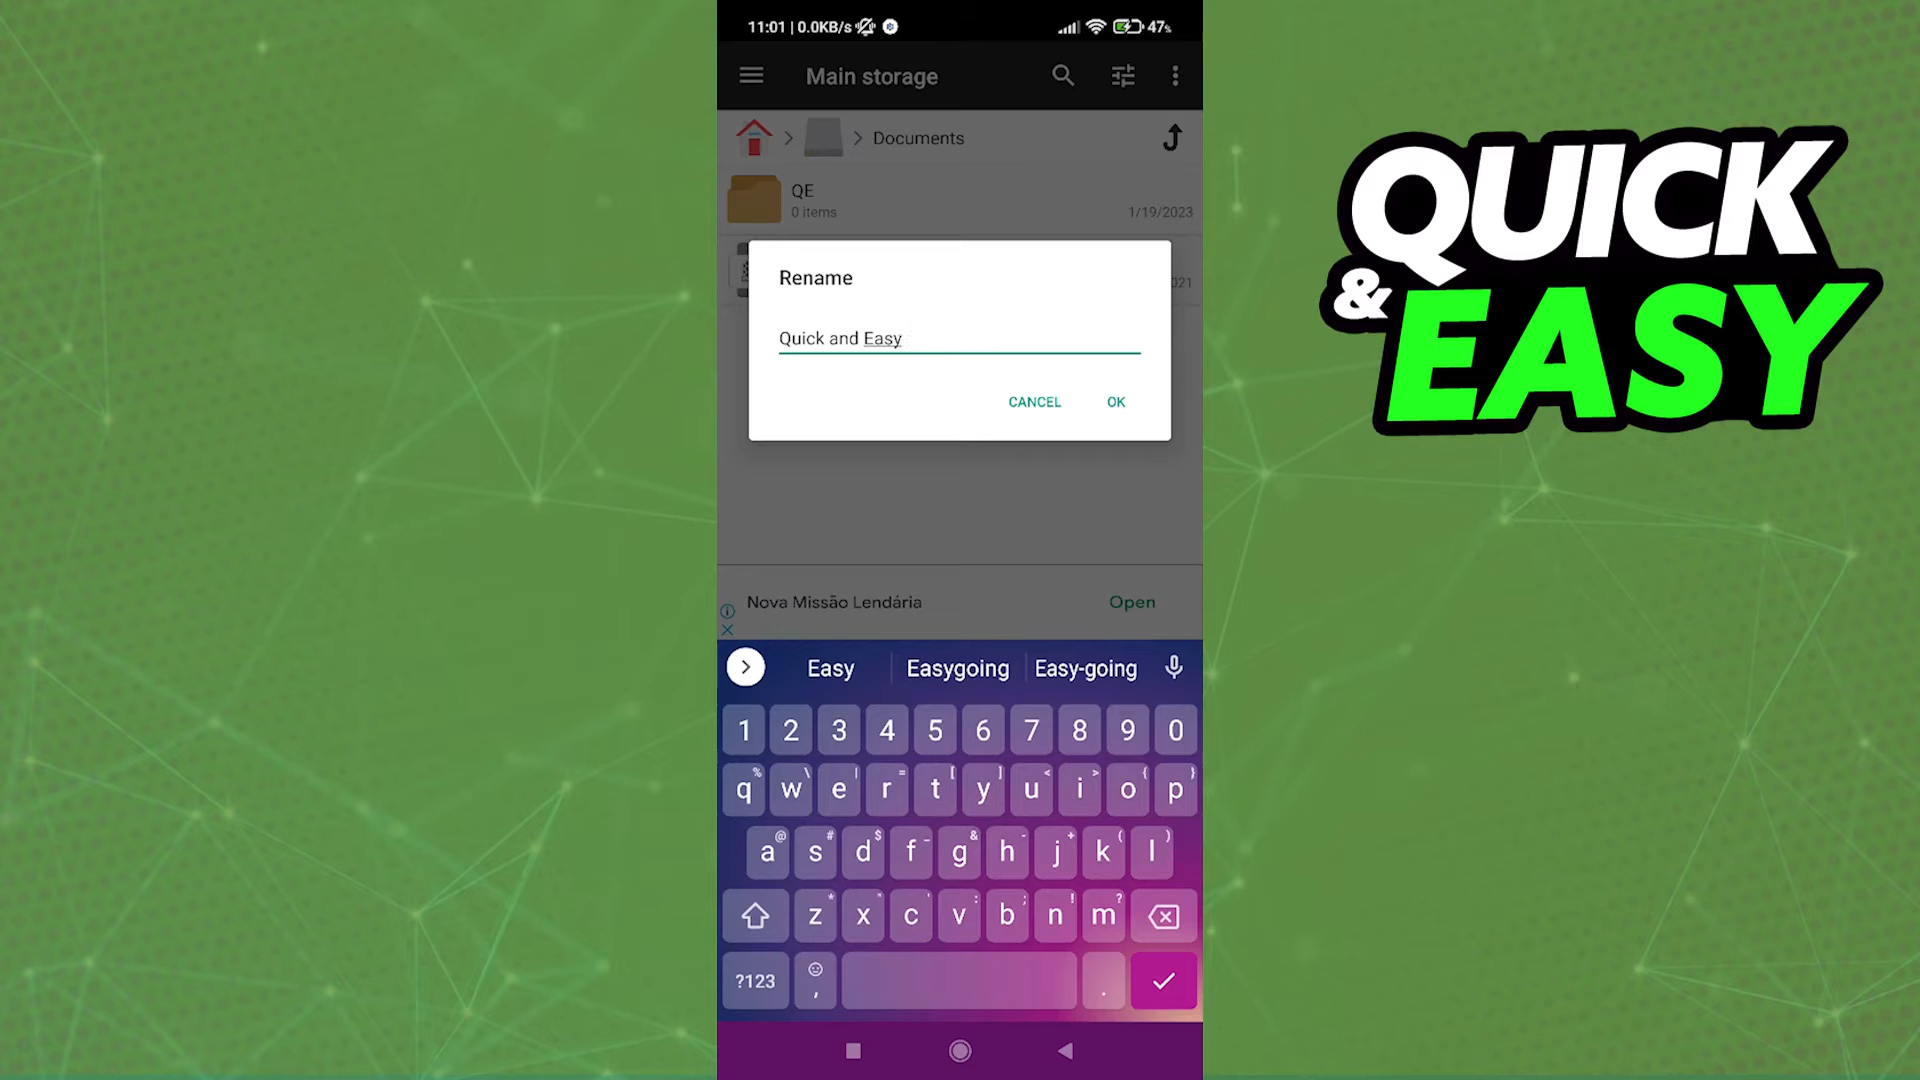 11:01 | 0.0KB/s 47%
Main storage
Documents
QE
0 items 1/19/2023
021
Rename
Quick and Easy
CANCEL OK
Nova Missão Lendária Open
Easy Easygoing Easy-going
1 2 3 4 5 6 7 8 9 0
% \ | = [ ] < > { }
q w e r t y u i o p
@ # $ _ & - + ( )
a s d f g h j k l
* " ' : ; ! ?
z x c v b n m
?123 , .
QUICK
& EASY